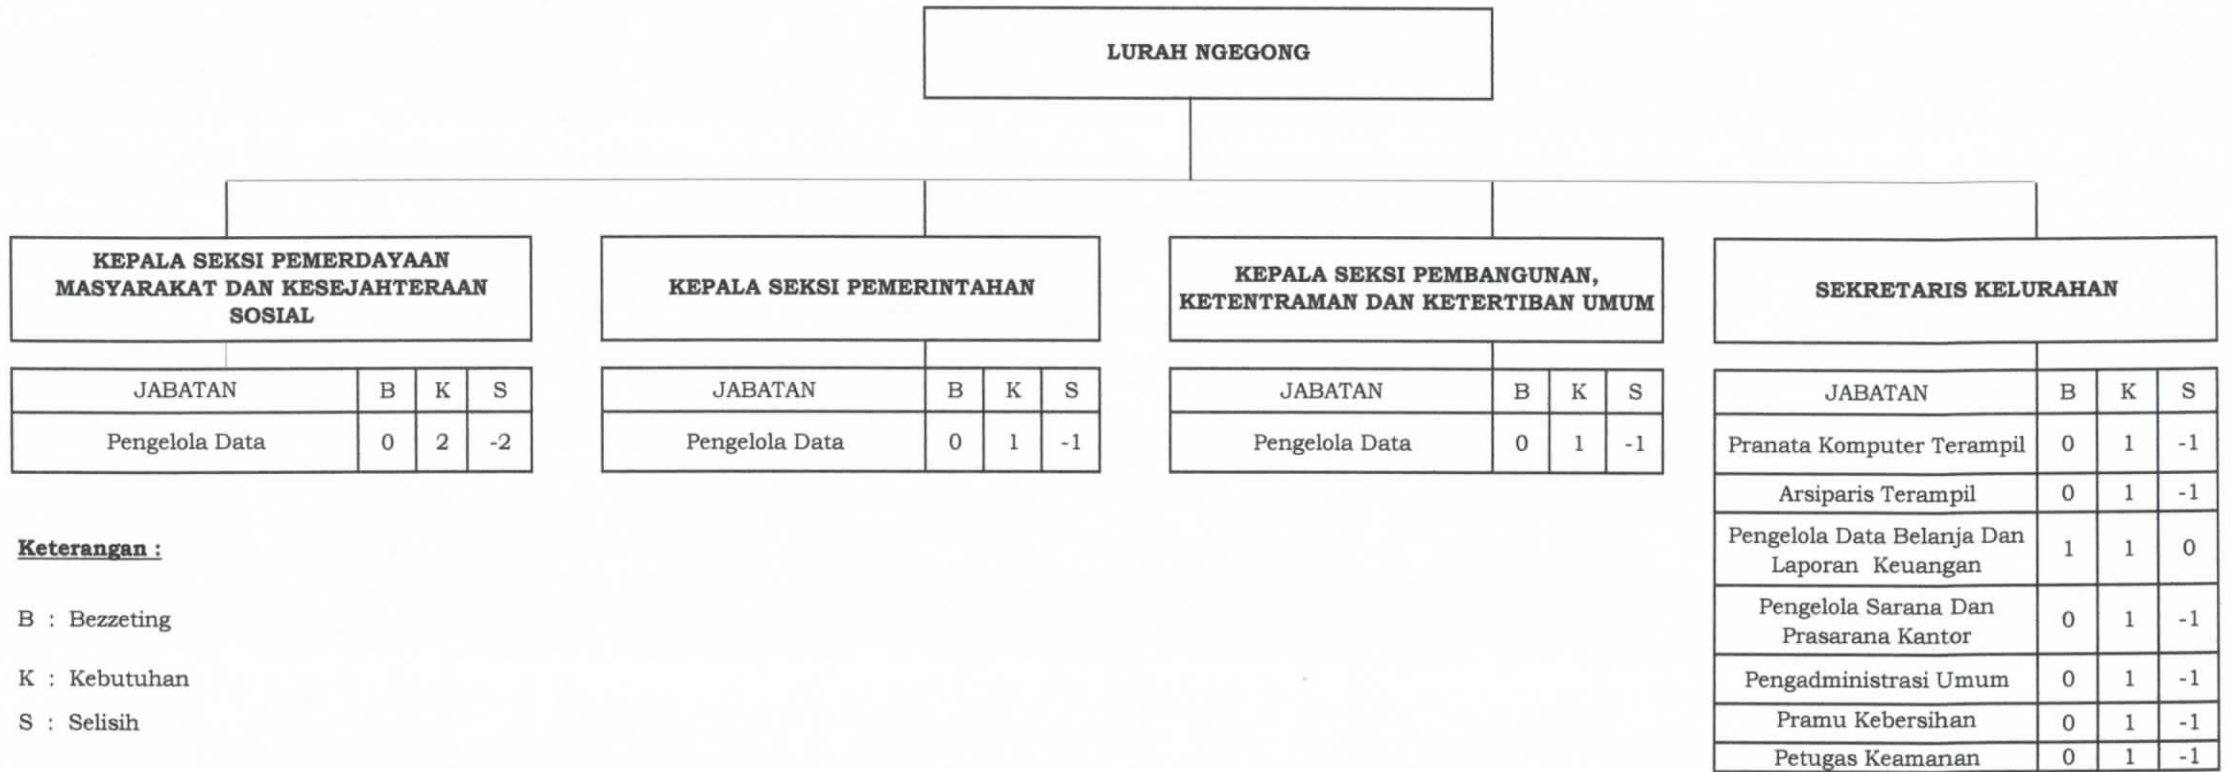 LURAH NGEGONG
KEPALA SEKSI PEMERDAYAAN
MASYARAKAT DAN KESEJAHTERAAN
SOSIAL
JABATAN B K S
Pengelola Data 0 2 -2
KEPALA SEKSI PEMERINTAHAN
JABATAN B K S
Pengelola Data 0 1 -1
KEPALA SEKSI PEMBANGUNAN,
KETENTRAMAN DAN KETERTIBAN UMUM
JABATAN B K S
Pengelola Data 0 1 -1
SEKRETARIS KELURAHAN
JABATAN B K S
Pranata Komputer Terampil 0 1 -1
Arsiparis Terampil 0 1 -1
Pengelola Data Belanja Dan
Laporan Keuangan 1 1 0
Pengelola Sarana Dan
Prasarana Kantor 0 1 -1
Pengadministrasi Umum 0 1 -1
Pramu Kebersihan 0 1 -1
Petugas Keamanan 0 1 -1
Keterangan :
B : Bezzeting
K : Kebutuhan
S : Selisih